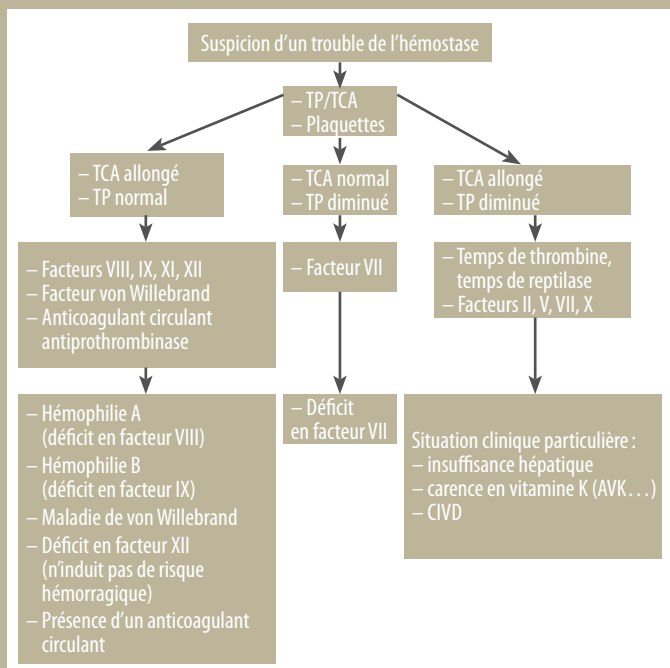 Suspicion d'un trouble de l'hémostase
– TP/TCA
– Plaquettes
– TCA allongé
– TP normal
– TCA normal
– TP diminué
– TCA allongé
– TP diminué
– Facteurs VIII, IX, XI, XII
– Facteur von Willebrand
– Anticoagulant circulant
antiprothrombinase
– Facteur VII
– Temps de thrombine,
temps de reptilase
– Facteurs II, V, VII, X
– Hémophilie A
(déficit en facteur VIII)
– Hémophilie B
(déficit en facteur IX)
– Maladie de von Willebrand
– Déficit en facteur XII
(n'induit pas de risque
hémorragique)
– Présence d'un anticoagulant
circulant
– Déficit
en facteur VII
Situation clinique particulière :
– insuffisance hépatique
– carence en vitamine K (AVK…)
– CIVD